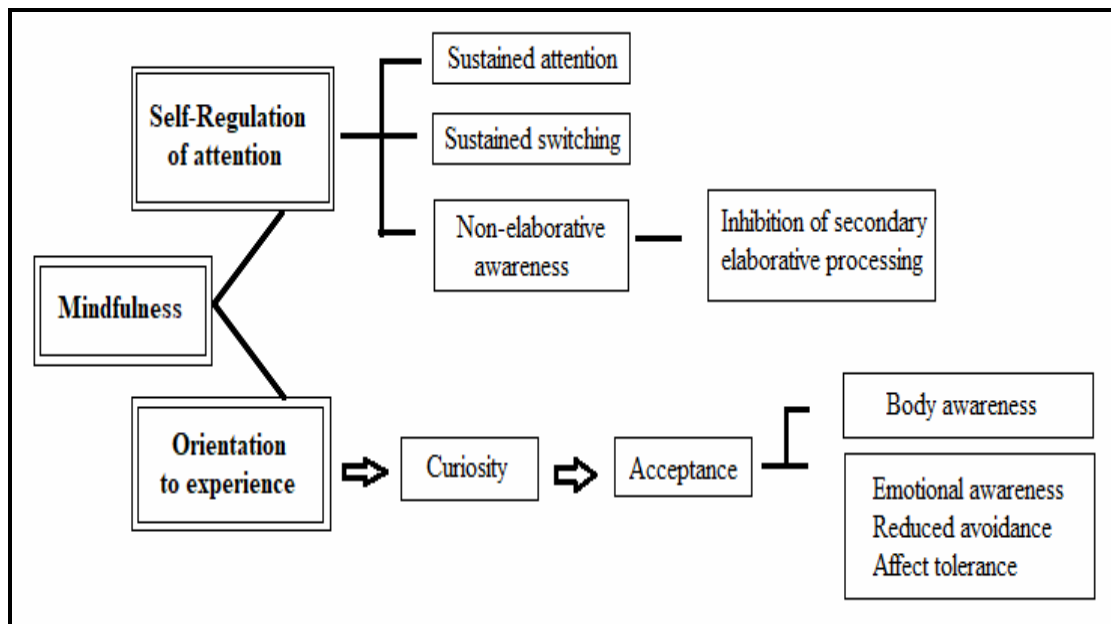 Mindfulness
Self-Regulation
of attention
Sustained attention
Sustained switching
Non-elaborative
awareness
Inhibition of secondary
elaborative processing
Orientation
to experience
Curiosity
Acceptance
Body awareness
Emotional awareness
Reduced avoidance
Affect tolerance